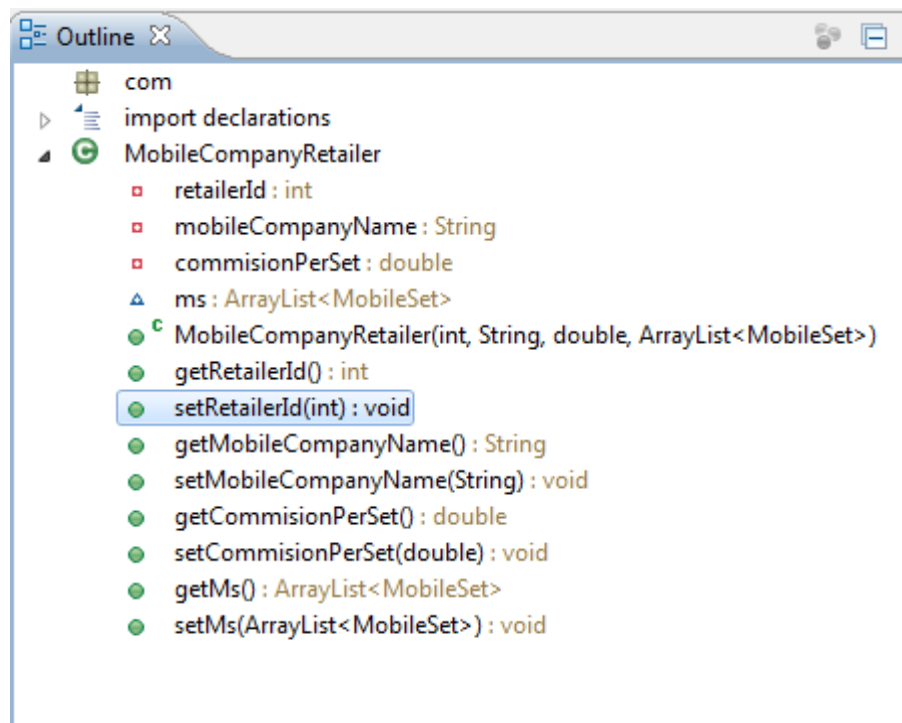 Outline
com
import declarations
MobileCompanyRetailer
retailerId : int
mobileCompanyName : String
commisionPerSet : double
ms : ArrayList<MobileSet>
MobileCompanyRetailer(int, String, double, ArrayList<MobileSet>)
getRetailerId() : int
setRetailerId(int) : void
getMobileCompanyName() : String
setMobileCompanyName(String) : void
getCommisionPerSet() : double
setCommisionPerSet(double) : void
getMs() : ArrayList<MobileSet>
setMs(ArrayList<MobileSet>) : void